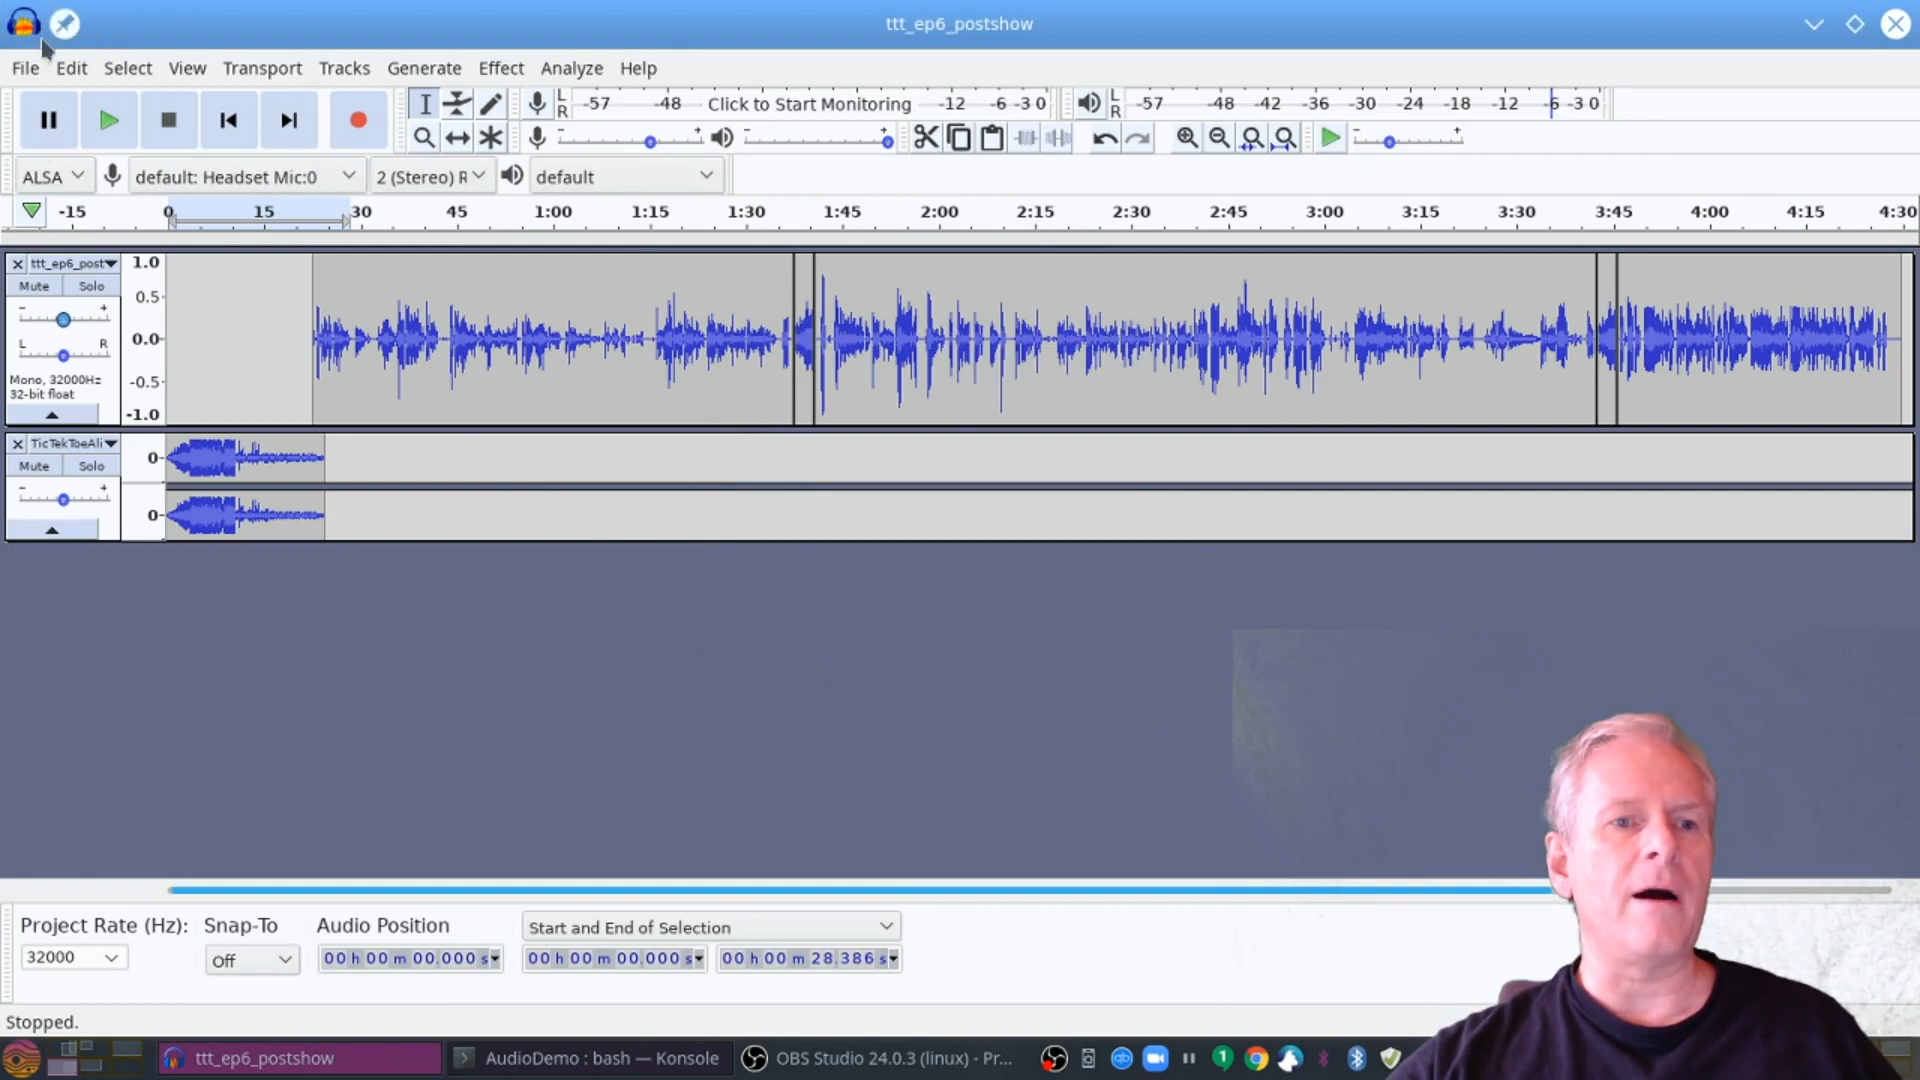 ttt_ep6_postshow
File Edit Select View Transport Tracks Generate Effect Analyze Help
L R -57 -48 Click to Start Monitoring -12 -6 -3 0 L R -57 -48 -42 -36 -30 -24 -18 -12 -6 -3 0
- + - + - +
ALSA default: Headset Mic:0 2 (Stereo) R default
-15 0 15 30 45 1:00 1:15 1:30 1:45 2:00 2:15 2:30 2:45 3:00 3:15 3:30 3:45 4:00 4:15 4:30
ttt_ep6_post 1.0
Mute Solo 0.5
- +
L R 0.0
Mono, 32000Hz -0.5
32-bit float
-1.0
TicTekToeAli
Mute Solo 0
- +
0
Project Rate (Hz): Snap-To Audio Position Start and End of Selection
32000 Off 00 h 00 m 00.000 s 00 h 00 m 00.000 s 00 h 00 m 28.386 s
Stopped.
ttt_ep6_postshow AudioDemo : bash — Konsole OBS Studio 24.0.3 (linux) - Pr... 1